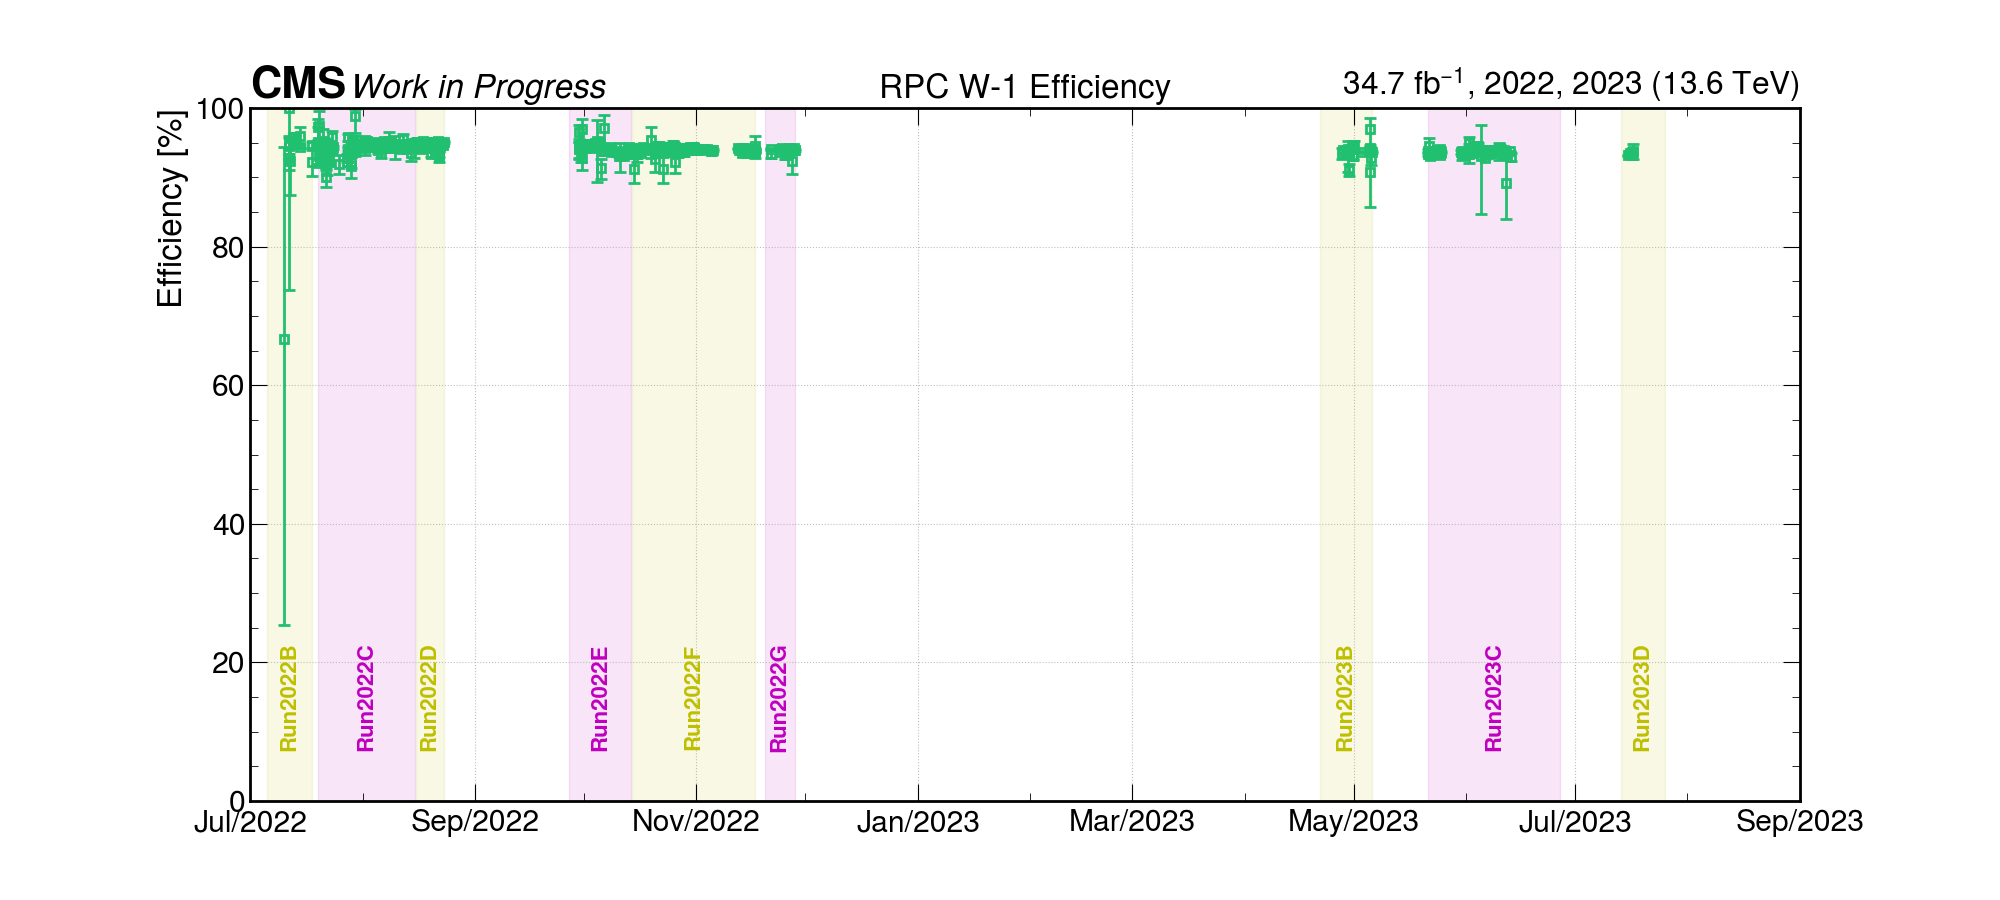 CMS Work in Progress RPC W-1 Efficiency 34.7 fb⁻¹, 2022, 2023 (13.6 TeV)
Efficiency [%]
100
80
60
40
20
0
Run2022B Run2022C Run2022D Run2022E Run2022F Run2022G Run2023B Run2023C Run2023D
Jul/2022 Sep/2022 Nov/2022 Jan/2023 Mar/2023 May/2023 Jul/2023 Sep/2023